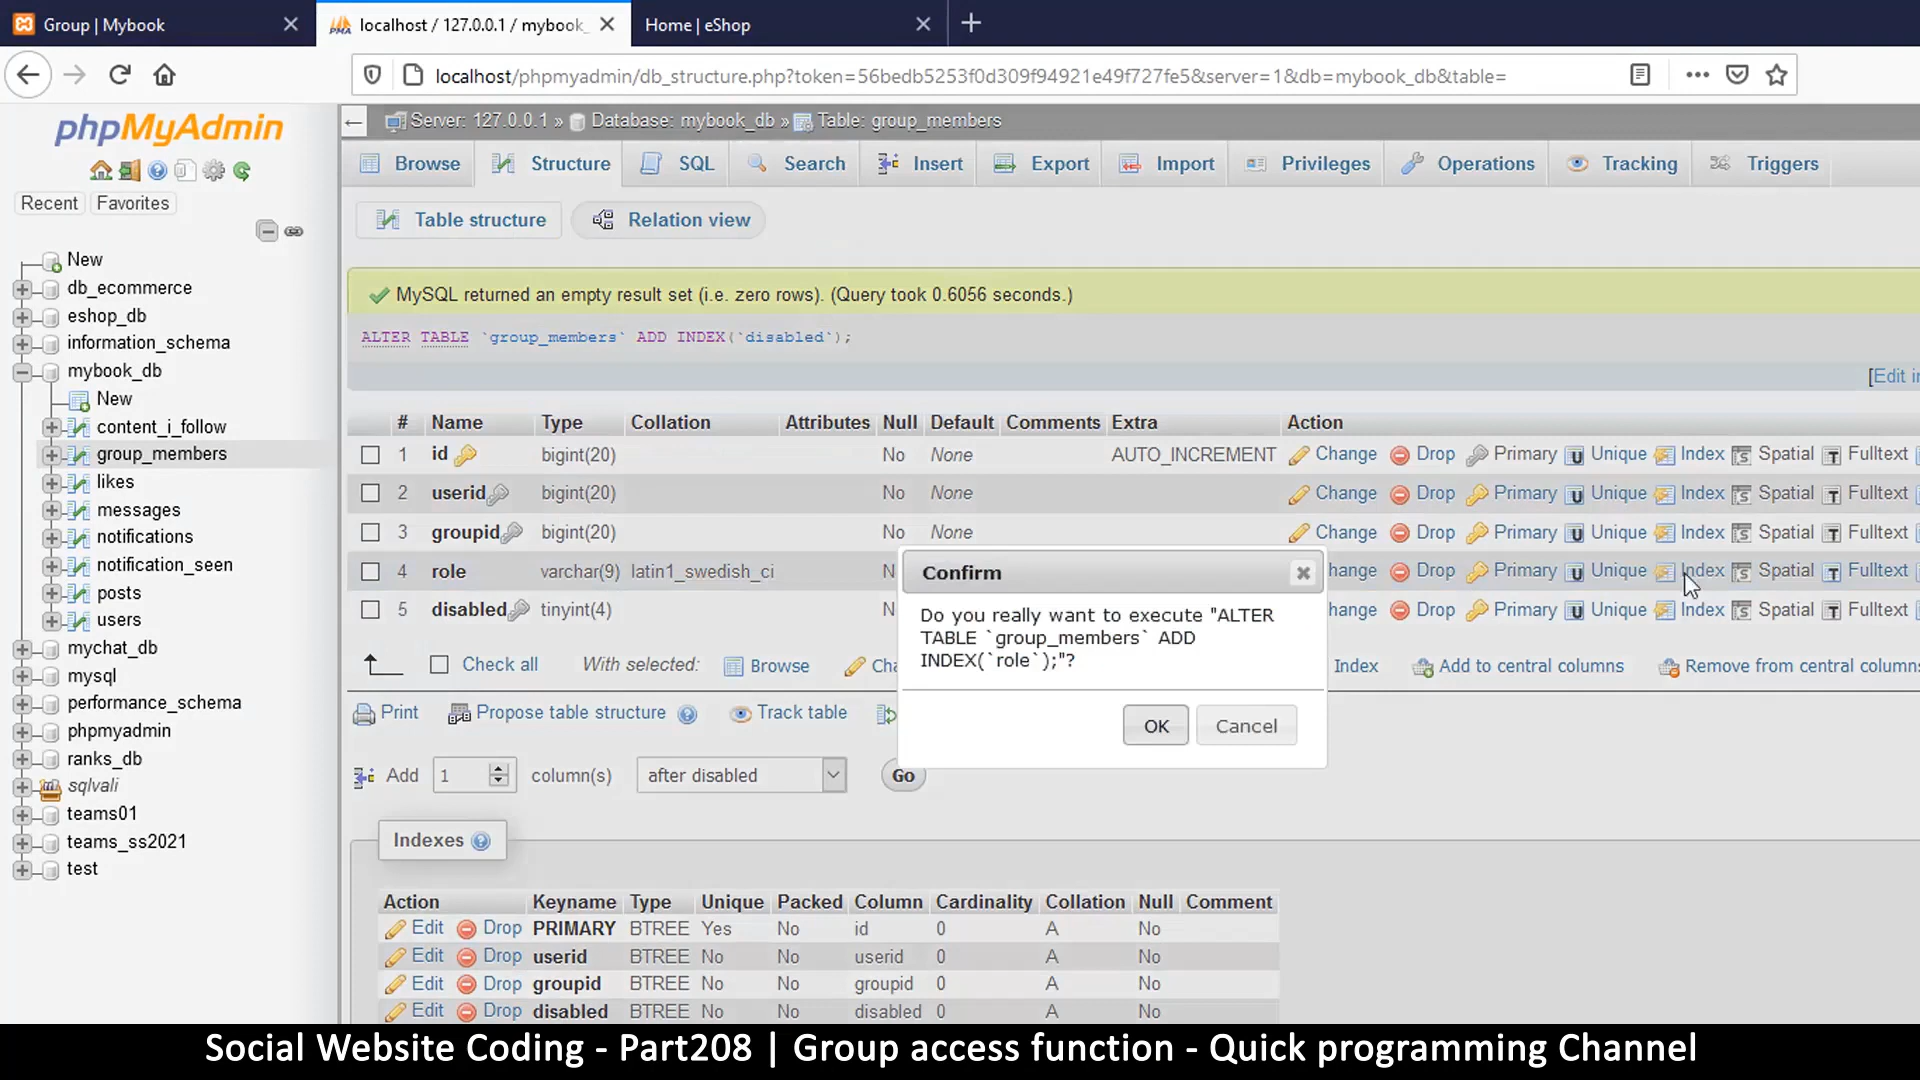 Group | Mybook
localhost / 127.0.0.1 / mybook_
Home | eShop
localhost/phpmyadmin/db_structure.php?token=56bedb5253f0d309f94921e49f727fe5&server=1&db=mybook_db&table=
phpMyAdmin
Recent Favorites
New
db_ecommerce
eshop_db
information_schema
mybook_db
New
content_i_follow
group_members
likes
messages
notifications
notification_seen
posts
users
mychat_db
mysql
performance_schema
phpmyadmin
ranks_db
sqlvali
teams01
teams_ss2021
test
Server: 127.0.0.1 » Database: mybook_db » Table: group_members
Browse Structure SQL Search Insert Export Import Privileges Operations Tracking Triggers
Table structure Relation view
MySQL returned an empty result set (i.e. zero rows). (Query took 0.6056 seconds.)
ALTER TABLE `group_members` ADD INDEX(`disabled`);
[Edit in
# Name Type Collation Attributes Null Default Comments Extra Action
1 id bigint(20) No None AUTO_INCREMENT Change Drop Primary Unique Index Spatial Fulltext
2 userid bigint(20) No None Change Drop Primary Unique Index Spatial Fulltext
3 groupid bigint(20) No None Change Drop Primary Unique Index Spatial Fulltext
4 role varchar(9) latin1_swedish_ci N hange Drop Primary Unique Index Spatial Fulltext
5 disabled tinyint(4) N hange Drop Primary Unique Index Spatial Fulltext
Check all With selected: Browse Cha Index Add to central columns Remove from central columns
Confirm
Do you really want to execute "ALTER
TABLE `group_members` ADD
INDEX(`role`);"?
OK Cancel
Print Propose table structure Track table
Add 1 column(s) after disabled Go
Indexes
Action Keyname Type Unique Packed Column Cardinality Collation Null Comment
Edit Drop PRIMARY BTREE Yes No id 0 A No
Edit Drop userid BTREE No No userid 0 A No
Edit Drop groupid BTREE No No groupid 0 A No
Edit Drop disabled BTREE No No disabled 0 A No
Social Website Coding - Part208 | Group access function - Quick programming Channel